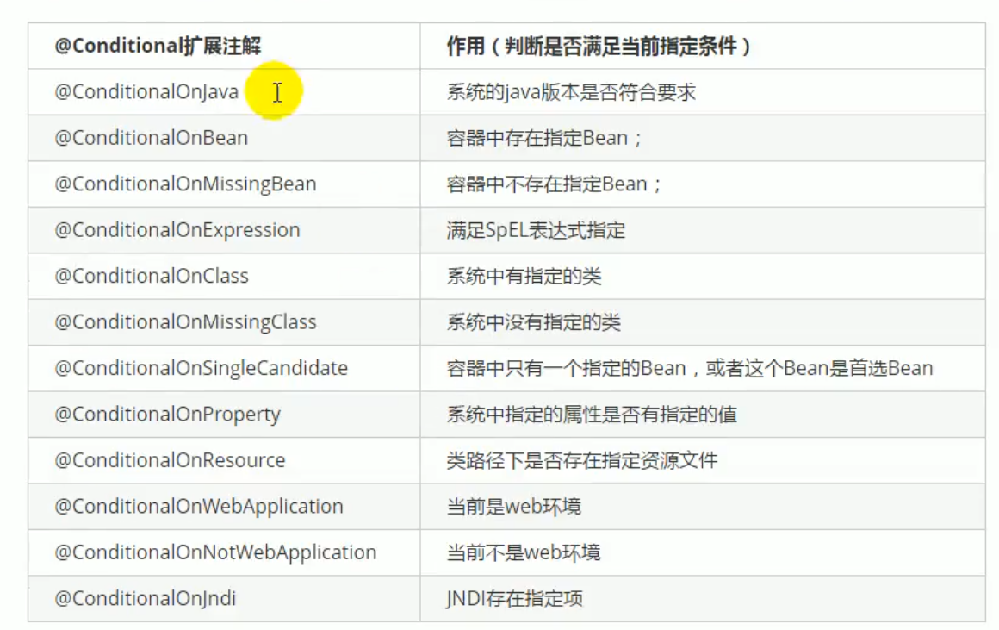 @Conditional扩展注解 作用（判断是否满足当前指定条件）
@ConditionalOnJava 系统的java版本是否符合要求
@ConditionalOnBean 容器中存在指定Bean；
@ConditionalOnMissingBean 容器中不存在指定Bean；
@ConditionalOnExpression 满足SpEL表达式指定
@ConditionalOnClass 系统中有指定的类
@ConditionalOnMissingClass 系统中没有指定的类
@ConditionalOnSingleCandidate 容器中只有一个指定的Bean，或者这个Bean是首选Bean
@ConditionalOnProperty 系统中指定的属性是否有指定的值
@ConditionalOnResource 类路径下是否存在指定资源文件
@ConditionalOnWebApplication 当前是web环境
@ConditionalOnNotWebApplication 当前不是web环境
@ConditionalOnJndi JNDI存在指定项